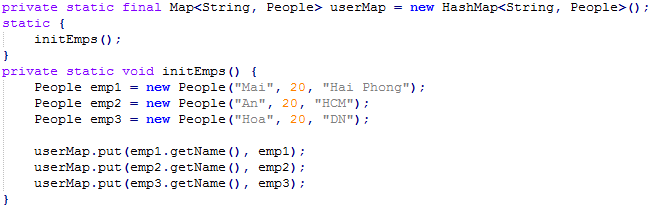 private static final Map<String, People> userMap = new HashMap<String, People>();
static {
    initEmps();
}
private static void initEmps() {
    People emp1 = new People("Mai", 20, "Hai Phong");
    People emp2 = new People("An", 20, "HCM");
    People emp3 = new People("Hoa", 20, "DN");

    userMap.put(emp1.getName(), emp1);
    userMap.put(emp2.getName(), emp2);
    userMap.put(emp3.getName(), emp3);
}